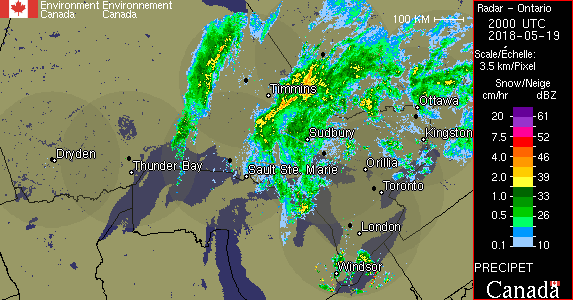 Environment Environnement
Canada Canada
100 KM
Timmins
Ottawa
Sudbury
Kingston
Dryden
Thunder Bay
Sault Ste. Marie
Orillia
Toronto
London
Windsor
Radar - Ontario
2000 UTC
2018-05-19
Scale/Échelle:
3.5 km/Pixel
Snow/Neige
cm/hr dBZ
20 61
7.5 57
5.0 52
4.0 46
2.0 39
1.0 33
0.5 26
0.1 10
PRECIPET
Canada